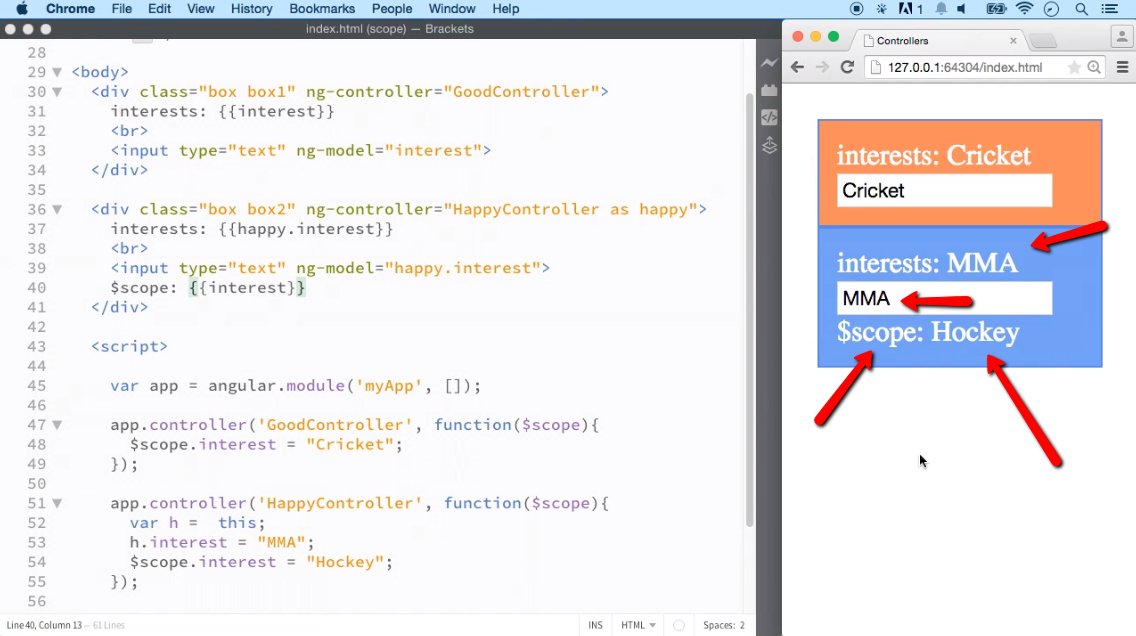 Chrome File Edit View History Bookmarks People Window Help
1
index.html (scope) — Brackets
28
29 <body>
30 <div class="box box1" ng-controller="GoodController">
31 interests: {{interest}}
32 <br>
33 <input type="text" ng-model="interest">
34 </div>
35
36 <div class="box box2" ng-controller="HappyController as happy">
37 interests: {{happy.interest}}
38 <br>
39 <input type="text" ng-model="happy.interest">
40 $scope: {{interest}}
41 </div>
42
43 <script>
44
45 var app = angular.module('myApp', []);
46
47 app.controller('GoodController', function($scope){
48 $scope.interest = "Cricket";
49 });
50
51 app.controller('HappyController', function($scope){
52 var h =  this;
53 h.interest = "MMA";
54 $scope.interest = "Hockey";
55 });
56
Line 40, Column 13 — 61 Lines
INS HTML Spaces: 2
Controllers
127.0.0.1:64304/index.html
interests: Cricket
Cricket
interests: MMA
MMA
$scope: Hockey